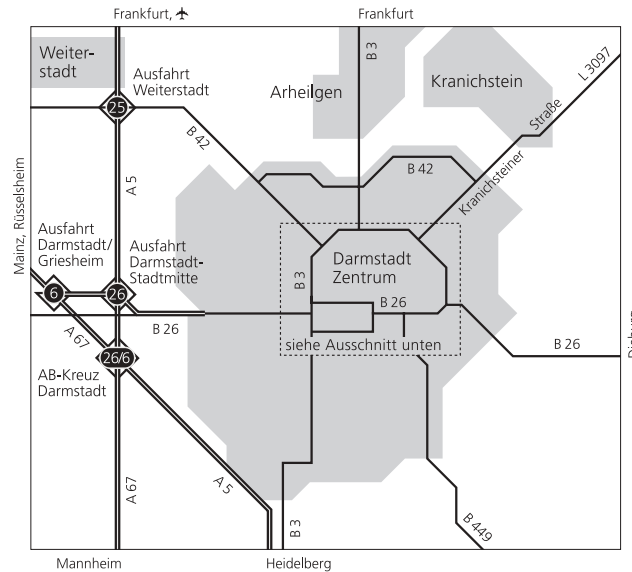 Frankfurt, ✈
Frankfurt
Weiter-
stadt
Ausfahrt
Weiterstadt
25
B 42
A 5
Arheilgen
B 3
Kranichstein
L 3097
Kranichsteiner Straße
B 42
Mainz, Rüsselsheim
Ausfahrt
Darmstadt/
Griesheim
6
Ausfahrt
Darmstadt-
Stadtmitte
26
A 67
B 26
26/6
AB-Kreuz
Darmstadt
B 3
Darmstadt
Zentrum
B 26
siehe Ausschnitt unten
B 26
A 67
A 5
B 3
B 449
Mannheim
Heidelberg